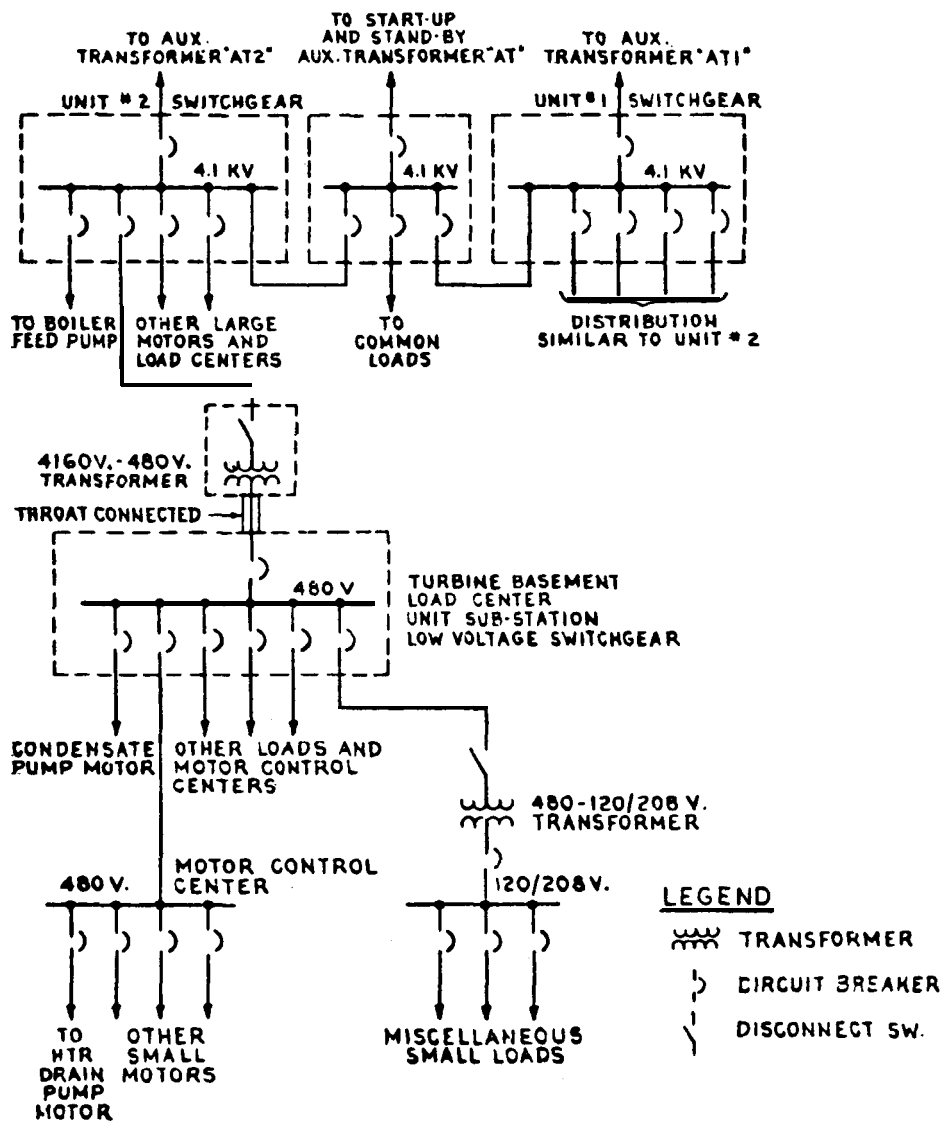 TO AUX.
TRANSFORMER "AT2"
TO START-UP
AND STAND-BY
AUX. TRANSFORMER "AT"
TO AUX.
TRANSFORMER "AT1"
UNIT #2 SWITCHGEAR
UNIT #1 SWITCHGEAR
4.1 KV
4.1 KV
4.1 KV
TO BOILER
FEED PUMP
OTHER LARGE
MOTORS AND
LOAD CENTERS
TO
COMMON
LOADS
DISTRIBUTION
SIMILAR TO UNIT #2
4160V.-480V.
TRANSFORMER
THROAT CONNECTED
480 V
TURBINE BASEMENT
LOAD CENTER
UNIT SUB-STATION
LOW VOLTAGE SWITCHGEAR
CONDENSATE
PUMP MOTOR
OTHER LOADS AND
MOTOR CONTROL
CENTERS
480-120/208 V.
TRANSFORMER
MOTOR CONTROL
CENTER
480 V.
120/208 V.
TO
HTR
DRAIN
PUMP
MOTOR
OTHER
SMALL
MOTORS
MISCELLANEOUS
SMALL LOADS
LEGEND
TRANSFORMER
CIRCUIT BREAKER
DISCONNECT SW.